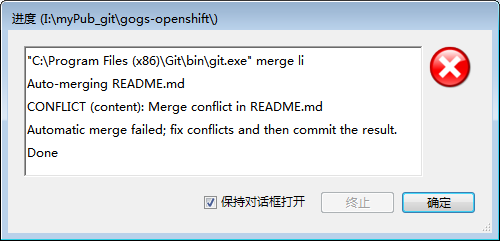 进度 (I:\myPub_git\gogs-openshift\)
"C:\Program Files (x86)\Git\bin\git.exe" merge li
Auto-merging README.md
CONFLICT (content): Merge conflict in README.md
Automatic merge failed; fix conflicts and then commit the result.
Done
保持对话框打开
终止
确定